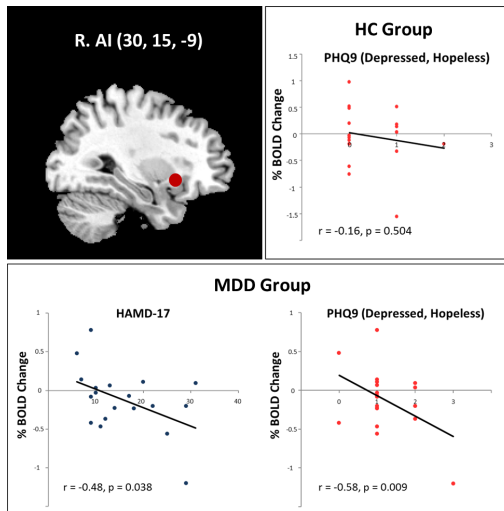 R. AI (30, 15, -9)
HC Group
PHQ9 (Depressed, Hopeless)
% BOLD Change
1.5
1
0.5
0
-0.5
-1
-1.5
0 1 2 3
r = -0.16, p = 0.504
MDD Group
HAMD-17
% BOLD Change
1
0.5
0
-0.5
-1
0 10 20 30 40
r = -0.48, p = 0.038
PHQ9 (Depressed, Hopeless)
% BOLD Change
1
0.5
0
-0.5
-1
0 1 2 3 4
r = -0.58, p = 0.009